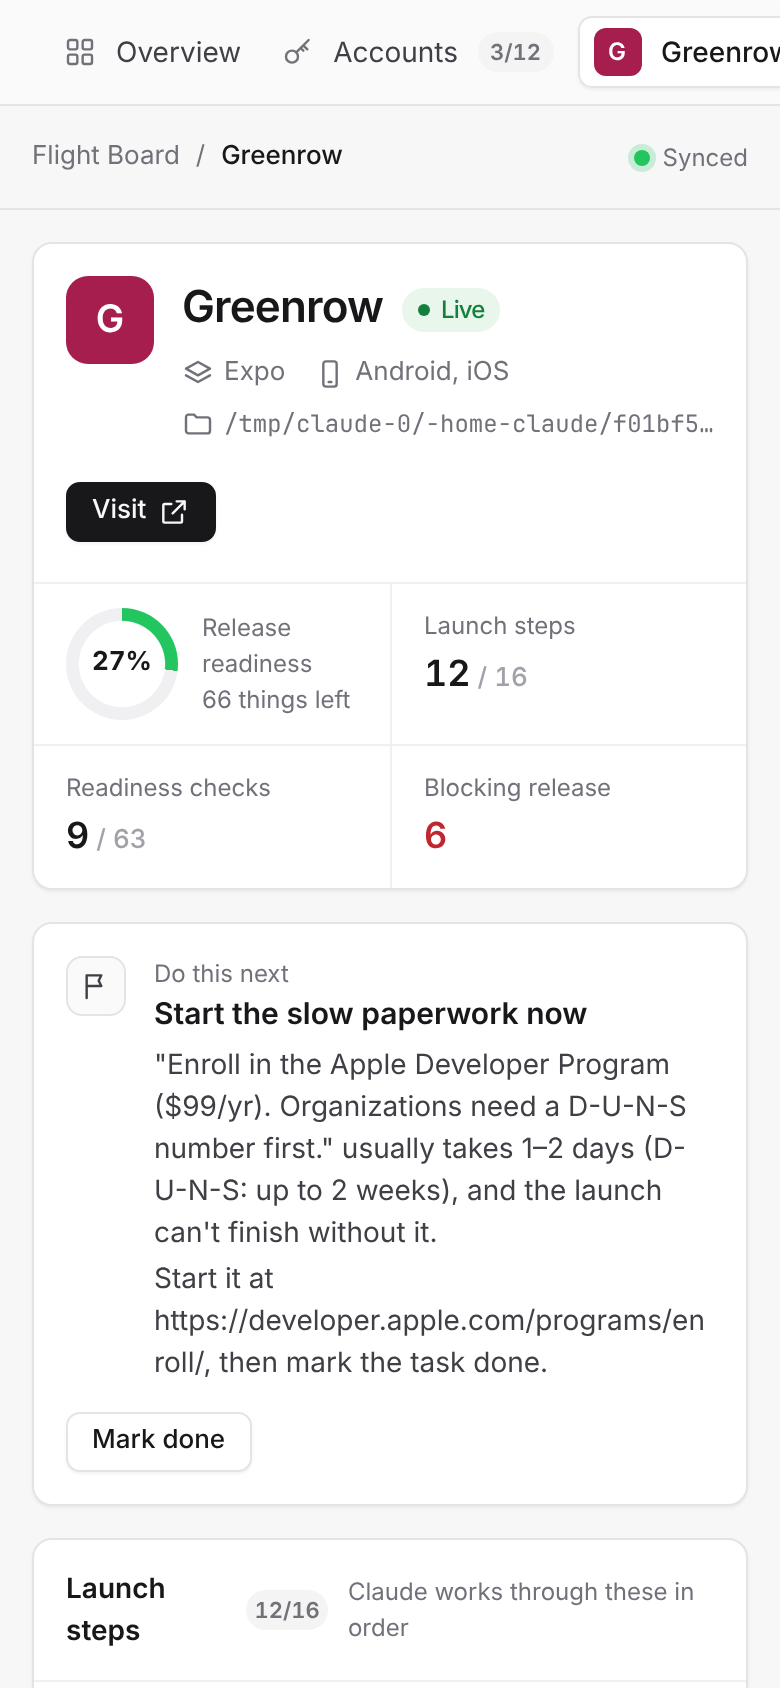 Overview
Accounts
3/12
G
Greenrow
Flight Board / Greenrow
Synced
G
Greenrow
Live
Expo
Android, iOS
/tmp/claude-0/-home-claude/f01bf5…
Visit
27%
Release
readiness
66 things left
Launch steps
12 / 16
Readiness checks
9 / 63
Blocking release
6
Do this next
Start the slow paperwork now
"Enroll in the Apple Developer Program
($99/yr). Organizations need a D-U-N-S
number first." usually takes 1–2 days (D-
U-N-S: up to 2 weeks), and the launch
can't finish without it.
Start it at
https://developer.apple.com/programs/en
roll/, then mark the task done.
Mark done
Launch
steps
12/16
Claude works through these in
order